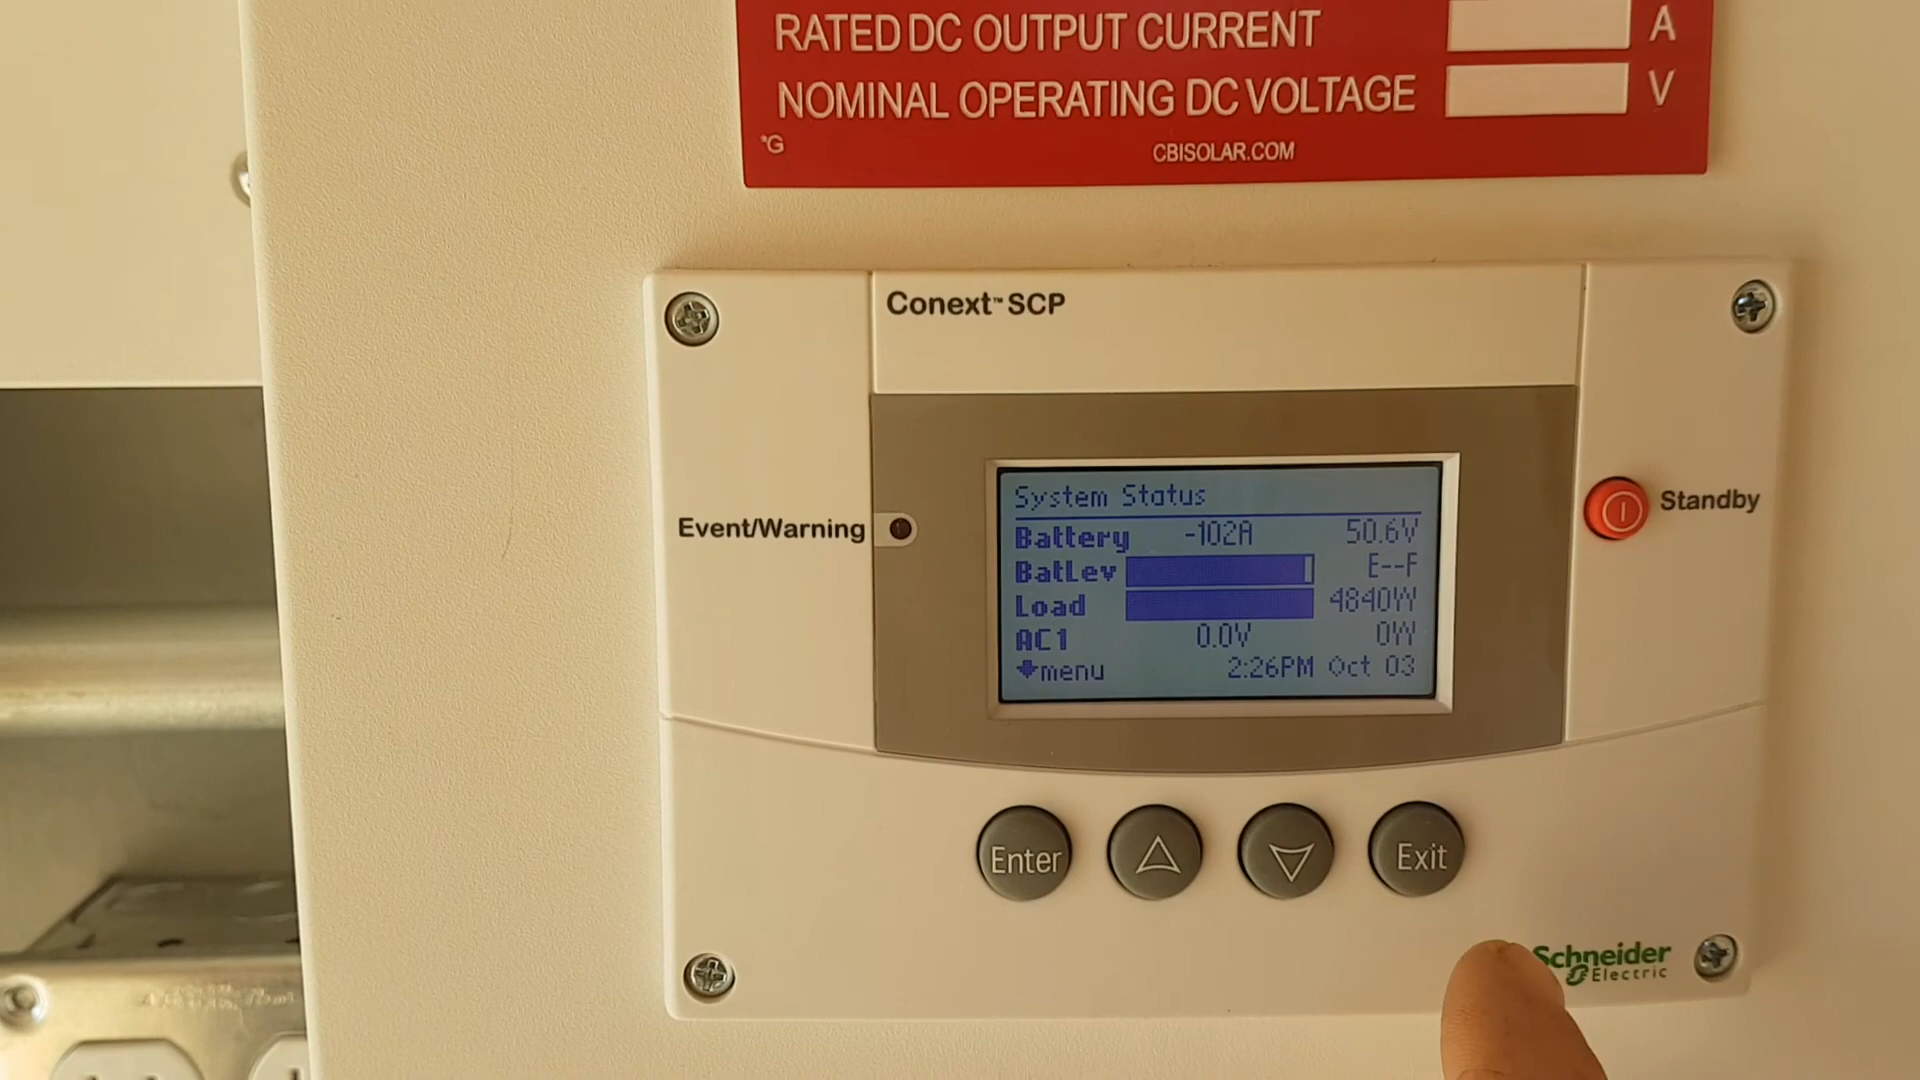 RATED DC OUTPUT CURRENT A
NOMINAL OPERATING DC VOLTAGE V
°G
CBISOLAR.COM
Conext™ SCP
Event/Warning
Standby
System Status
Battery -102A 50.6V
BatLev E--F
Load 4840W
AC1 0.0V 0W
menu 2:26PM Oct 03
Enter
Exit
Schneider
Electric